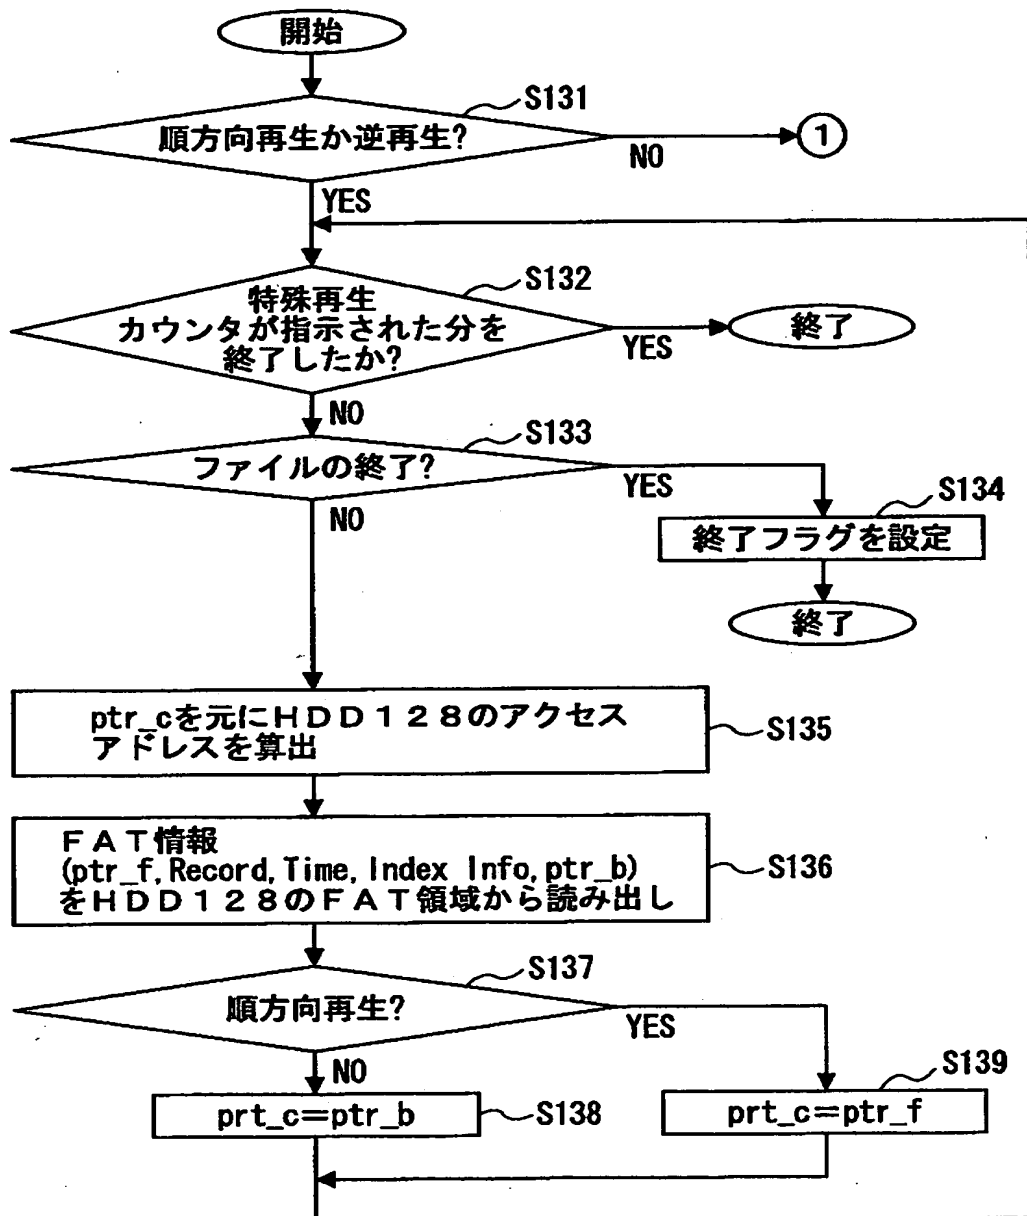 開始
S131
順方向再生か逆再生?
NO
1
YES
S132
特殊再生
カウンタが指示された分を
終了したか?
YES
終了
NO
S133
ファイルの終了?
YES
NO
S134
終了フラグを設定
終了
ptr_cを元にHDD128のアクセス
アドレスを算出
S135
FAT情報
(ptr_f,Record,Time,Index Info,ptr_b)
をHDD128のFAT領域から読み出し
S136
S137
順方向再生?
YES
NO
S139
prt_c=ptr_b
S138
prt_c=ptr_f